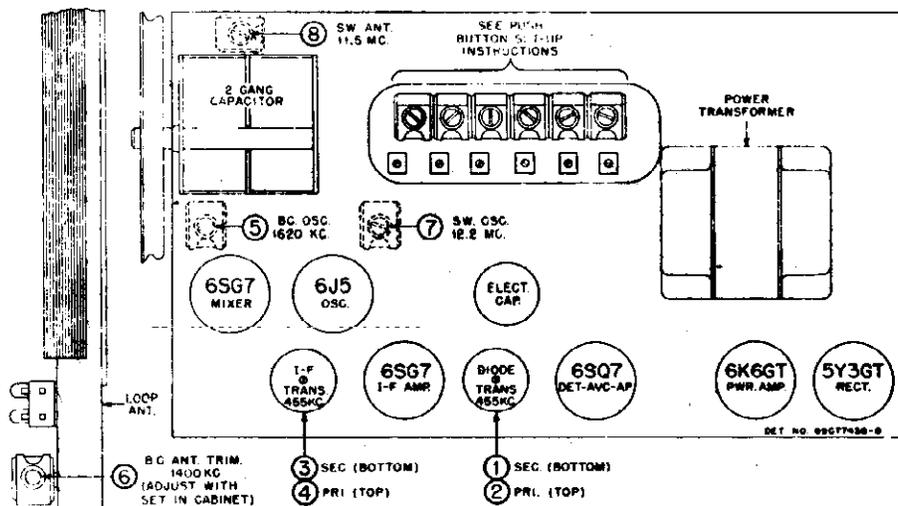 8 SW. ANT.
11.5 MC.
SEE PUSH
BUTTON SET-UP
INSTRUCTIONS
2 GANG
CAPACITOR
POWER
TRANSFORMER
5 BC. OSC.
1620 KC.
7 SW. OSC.
12.2 MC.
6SG7
MIXER
6J5
OSC.
ELECT.
CAP.
I-F
TRANS.
455KC.
6SG7
I-F AMP.
DIODE
TRANS.
455KC.
6SQ7
DET-AVC-AF.
6K6GT
PWR. AMP.
5Y3GT
RECT.
LOOP
ANT.
DET. NO.
6 B.C. ANT. TRIM.
1400 KC
(ADJUST WITH
SET IN CABINET)
3 SEC. (BOTTOM)
4 PRI. (TOP)
1 SEC. (BOTTOM)
2 PRI. (TOP)